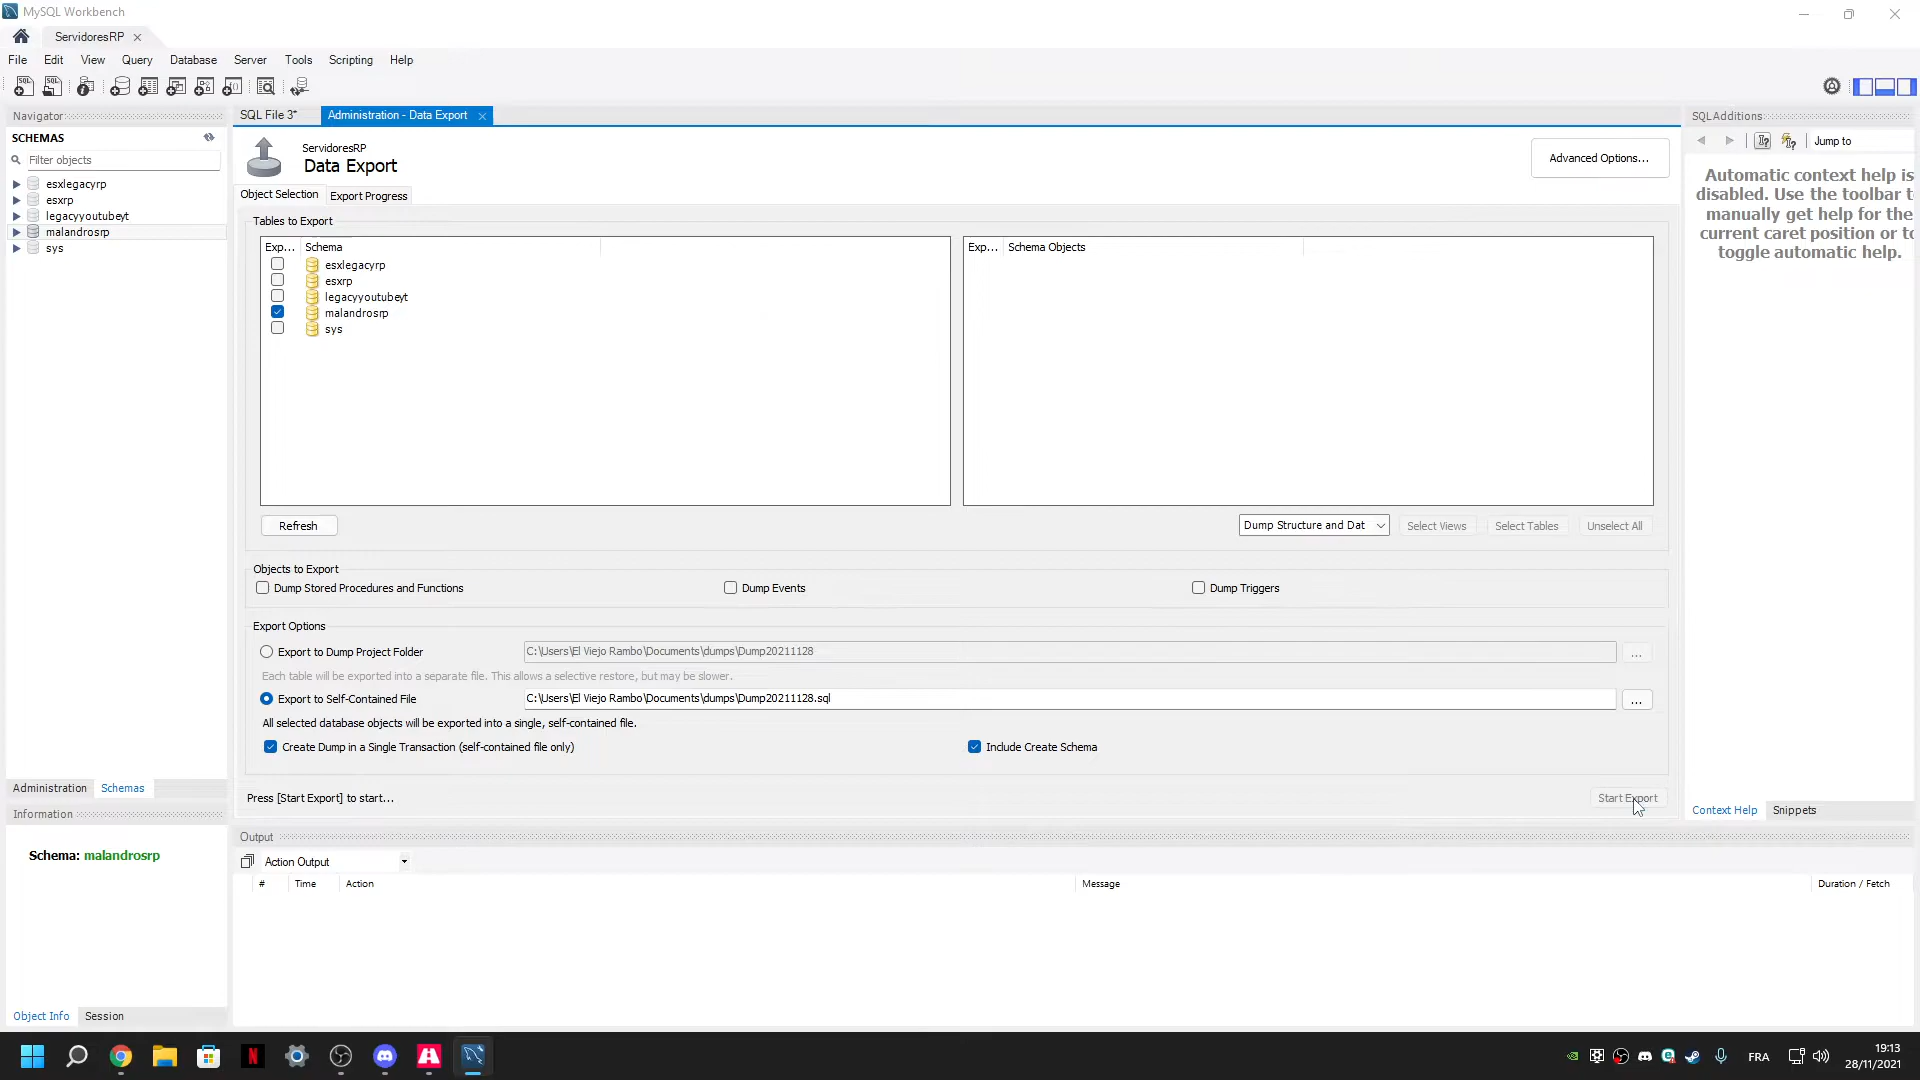 MySQL Workbench
ServidoresRP
File Edit View Query Database Server Tools Scripting Help
Navigator
SCHEMAS
Filter objects
esxlegacyrp
esxrp
legacyyoutubeyt
malandrosrp
sys
Administration Schemas
Information
Schema: malandrosrp
Object Info Session
SQL File 3* Administration - Data Export
ServidoresRP
Data Export
Advanced Options...
Object Selection Export Progress
Tables to Export
Exp... Schema
esxlegacyrp
esxrp
legacyyoutubeyt
malandrosrp
sys
Exp... Schema Objects
Refresh
Dump Structure and Dat Select Views Select Tables Unselect All
Objects to Export
Dump Stored Procedures and Functions Dump Events Dump Triggers
Export Options
Export to Dump Project Folder C:\Users\El Viejo Rambo\Documents\dumps\Dump20211128 ...
Each table will be exported into a separate file. This allows a selective restore, but may be slower.
Export to Self-Contained File C:\Users\El Viejo Rambo\Documents\dumps\Dump20211128.sql ...
All selected database objects will be exported into a single, self-contained file.
Create Dump in a Single Transaction (self-contained file only) Include Create Schema
Press [Start Export] to start... Start Export
Output
Action Output
# Time Action Message Duration / Fetch
SQLAdditions
Jump to
Automatic context help is
disabled. Use the toolbar t
manually get help for the
current caret position or to
toggle automatic help.
Context Help Snippets
FRA
19:13
28/11/2021